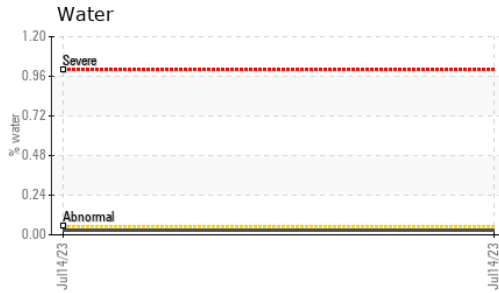 Water
1.20
Severe
0.96
0.72
% water
0.48
0.24
Abnormal
0.00
Jul14/23
Jul14/23